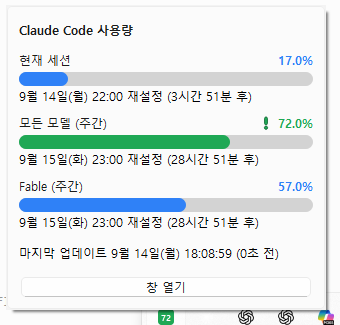 Claude Code 사용량
현재 세션 17.0%
9월 14일(월) 22:00 재설정 (3시간 51분 후)
모든 모델 (주간) 72.0%
9월 15일(화) 23:00 재설정 (28시간 51분 후)
Fable (주간) 57.0%
9월 15일(화) 23:00 재설정 (28시간 51분 후)
마지막 업데이트 9월 14일(월) 18:08:59 (0초 전)
창 열기
72